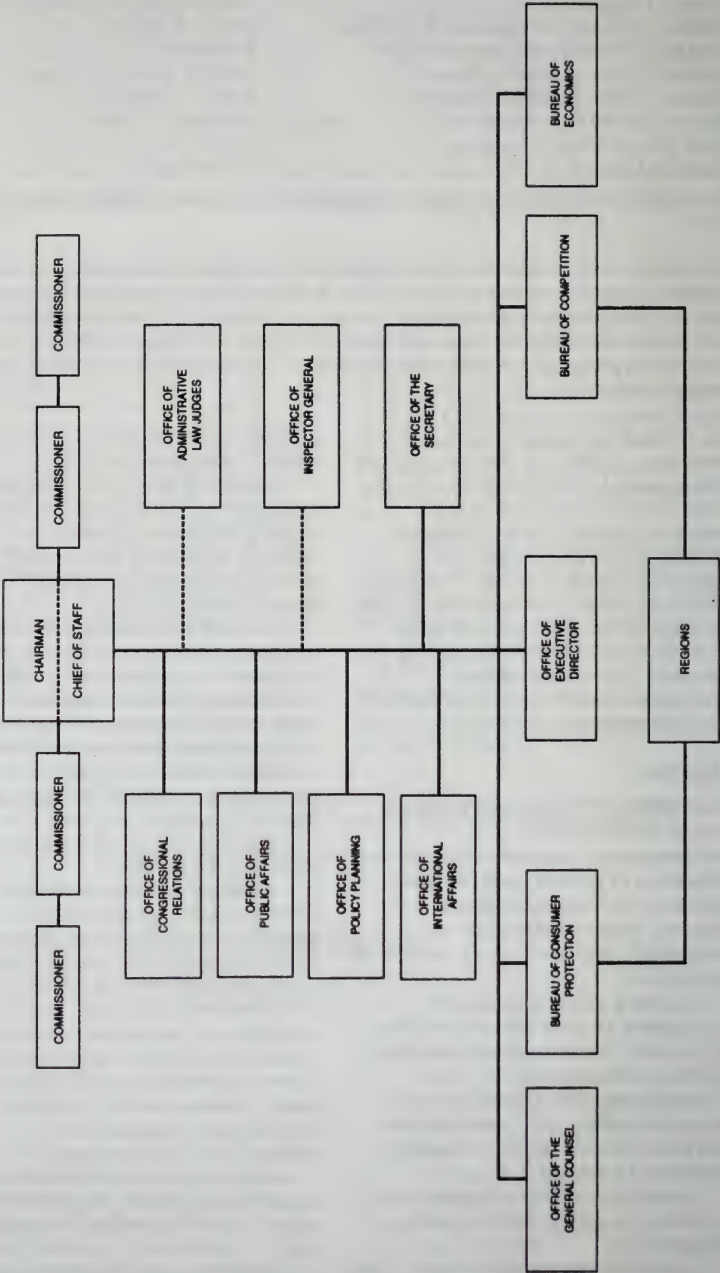 COMMISSIONER
COMMISSIONER
CHAIRMAN
CHIEF OF STAFF
COMMISSIONER
COMMISSIONER
OFFICE OF
CONGRESSIONAL
RELATIONS
OFFICE OF
PUBLIC AFFAIRS
OFFICE OF
POLICY PLANNING
OFFICE OF
INTERNATIONAL
AFFAIRS
OFFICE OF
ADMINISTRATIVE
LAW JUDGES
OFFICE OF
INSPECTOR GENERAL
OFFICE OF THE
SECRETARY
OFFICE OF THE
GENERAL COUNSEL
BUREAU OF CONSUMER
PROTECTION
OFFICE OF
EXECUTIVE
DIRECTOR
BUREAU OF COMPETITION
BUREAU OF
ECONOMICS
REGIONS